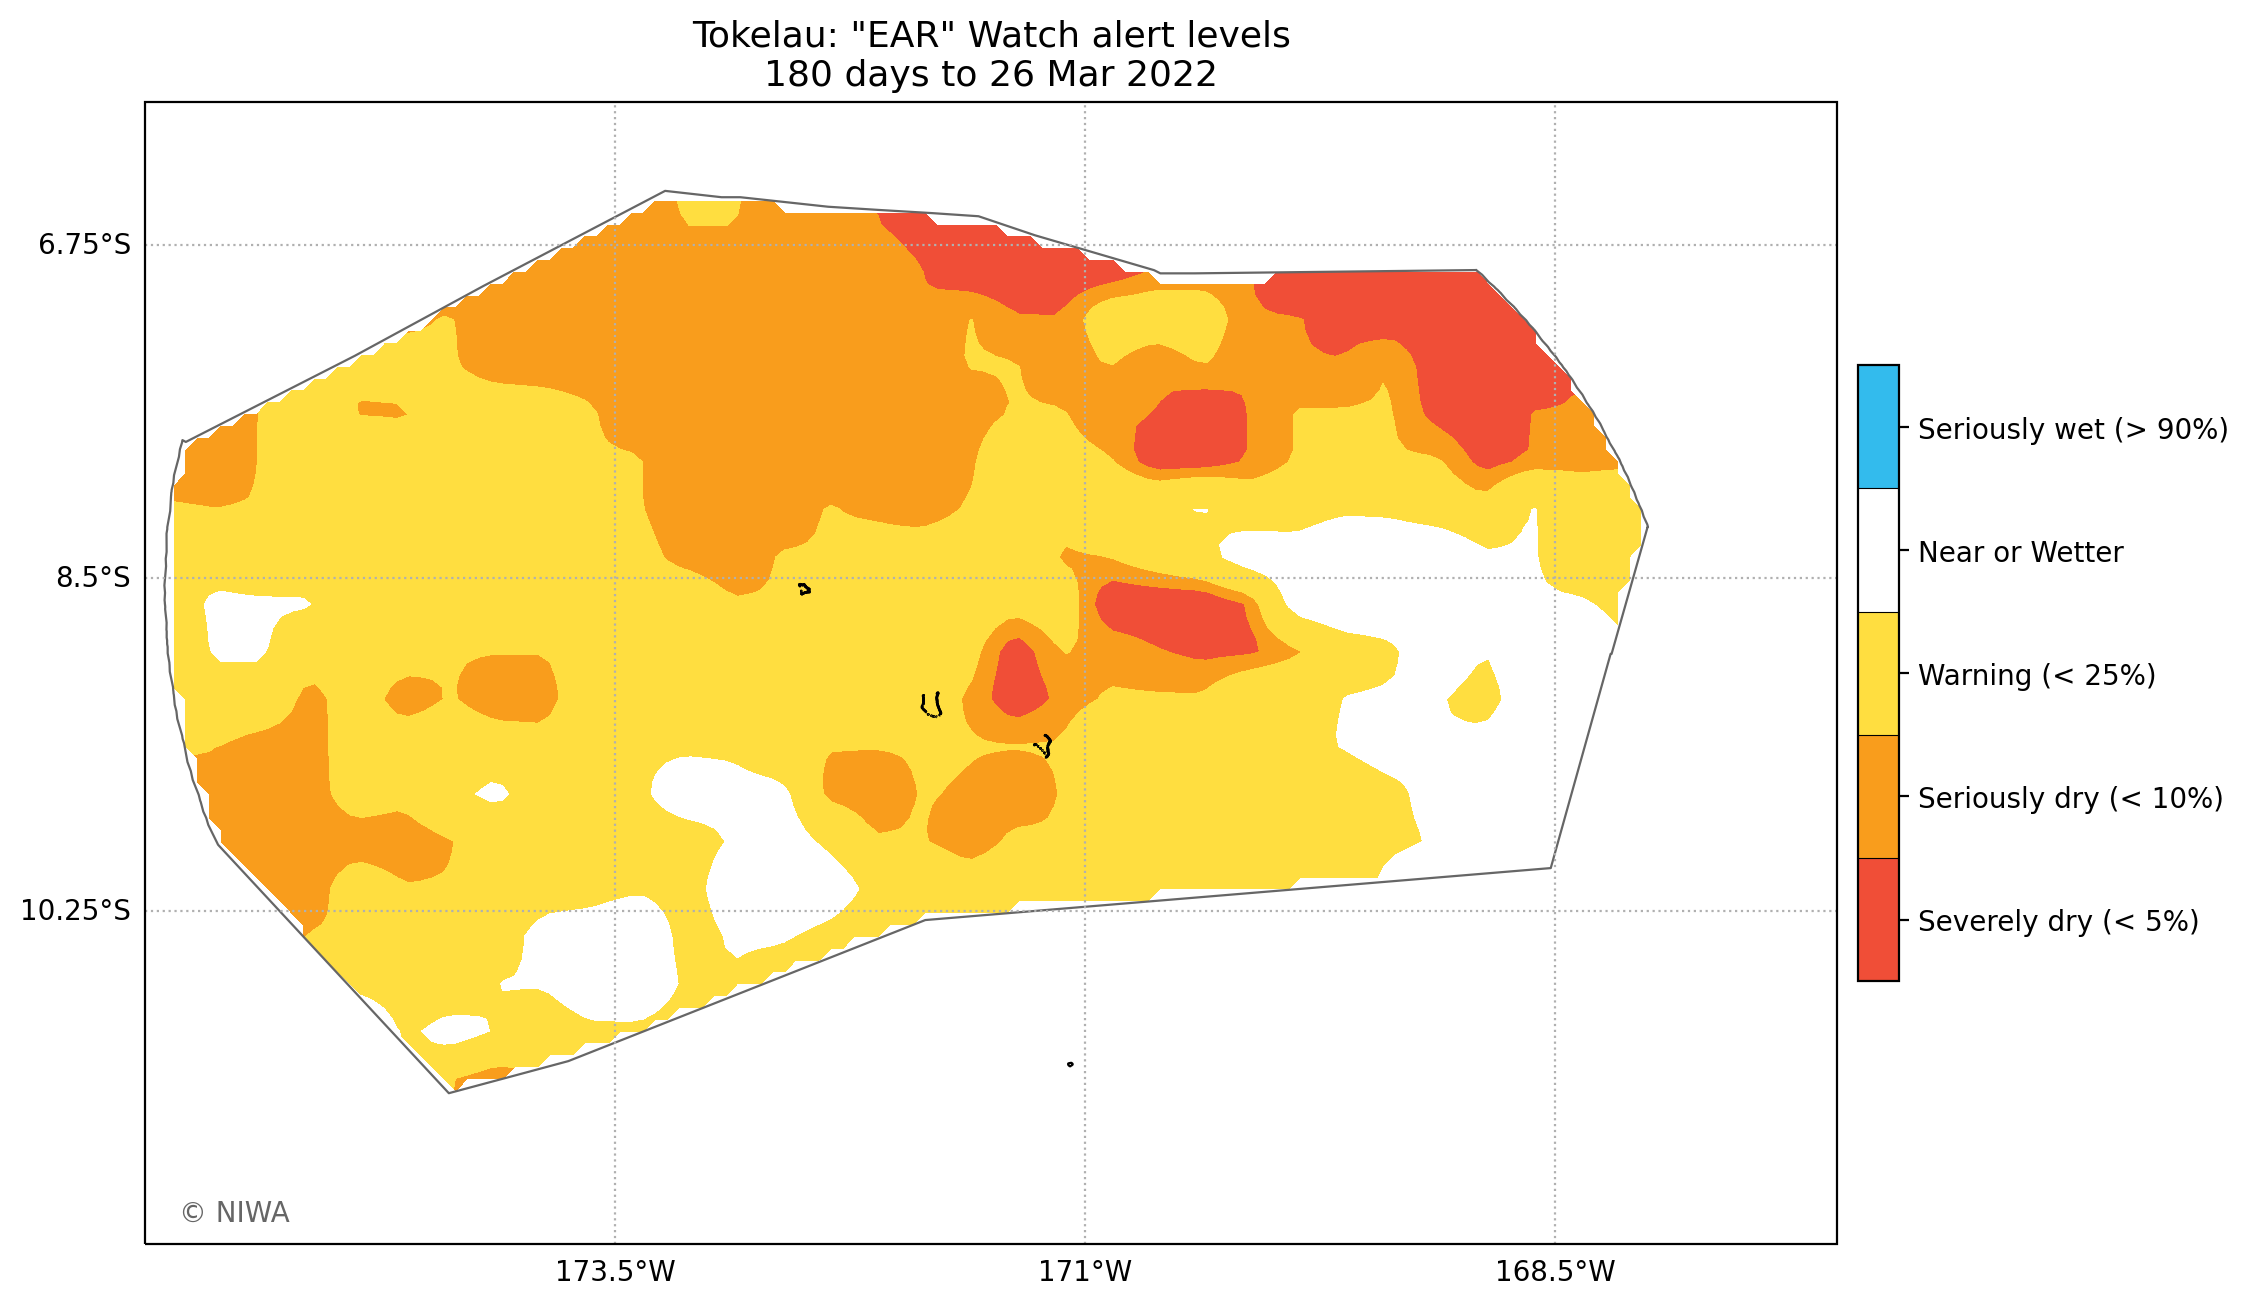 Tokelau: "EAR" Watch alert levels
180 days to 26 Mar 2022
6.75°S
8.5°S
10.25°S
173.5°W
171°W
168.5°W
Seriously wet (> 90%)
Near or Wetter
Warning (< 25%)
Seriously dry (< 10%)
Severely dry (< 5%)
© NIWA